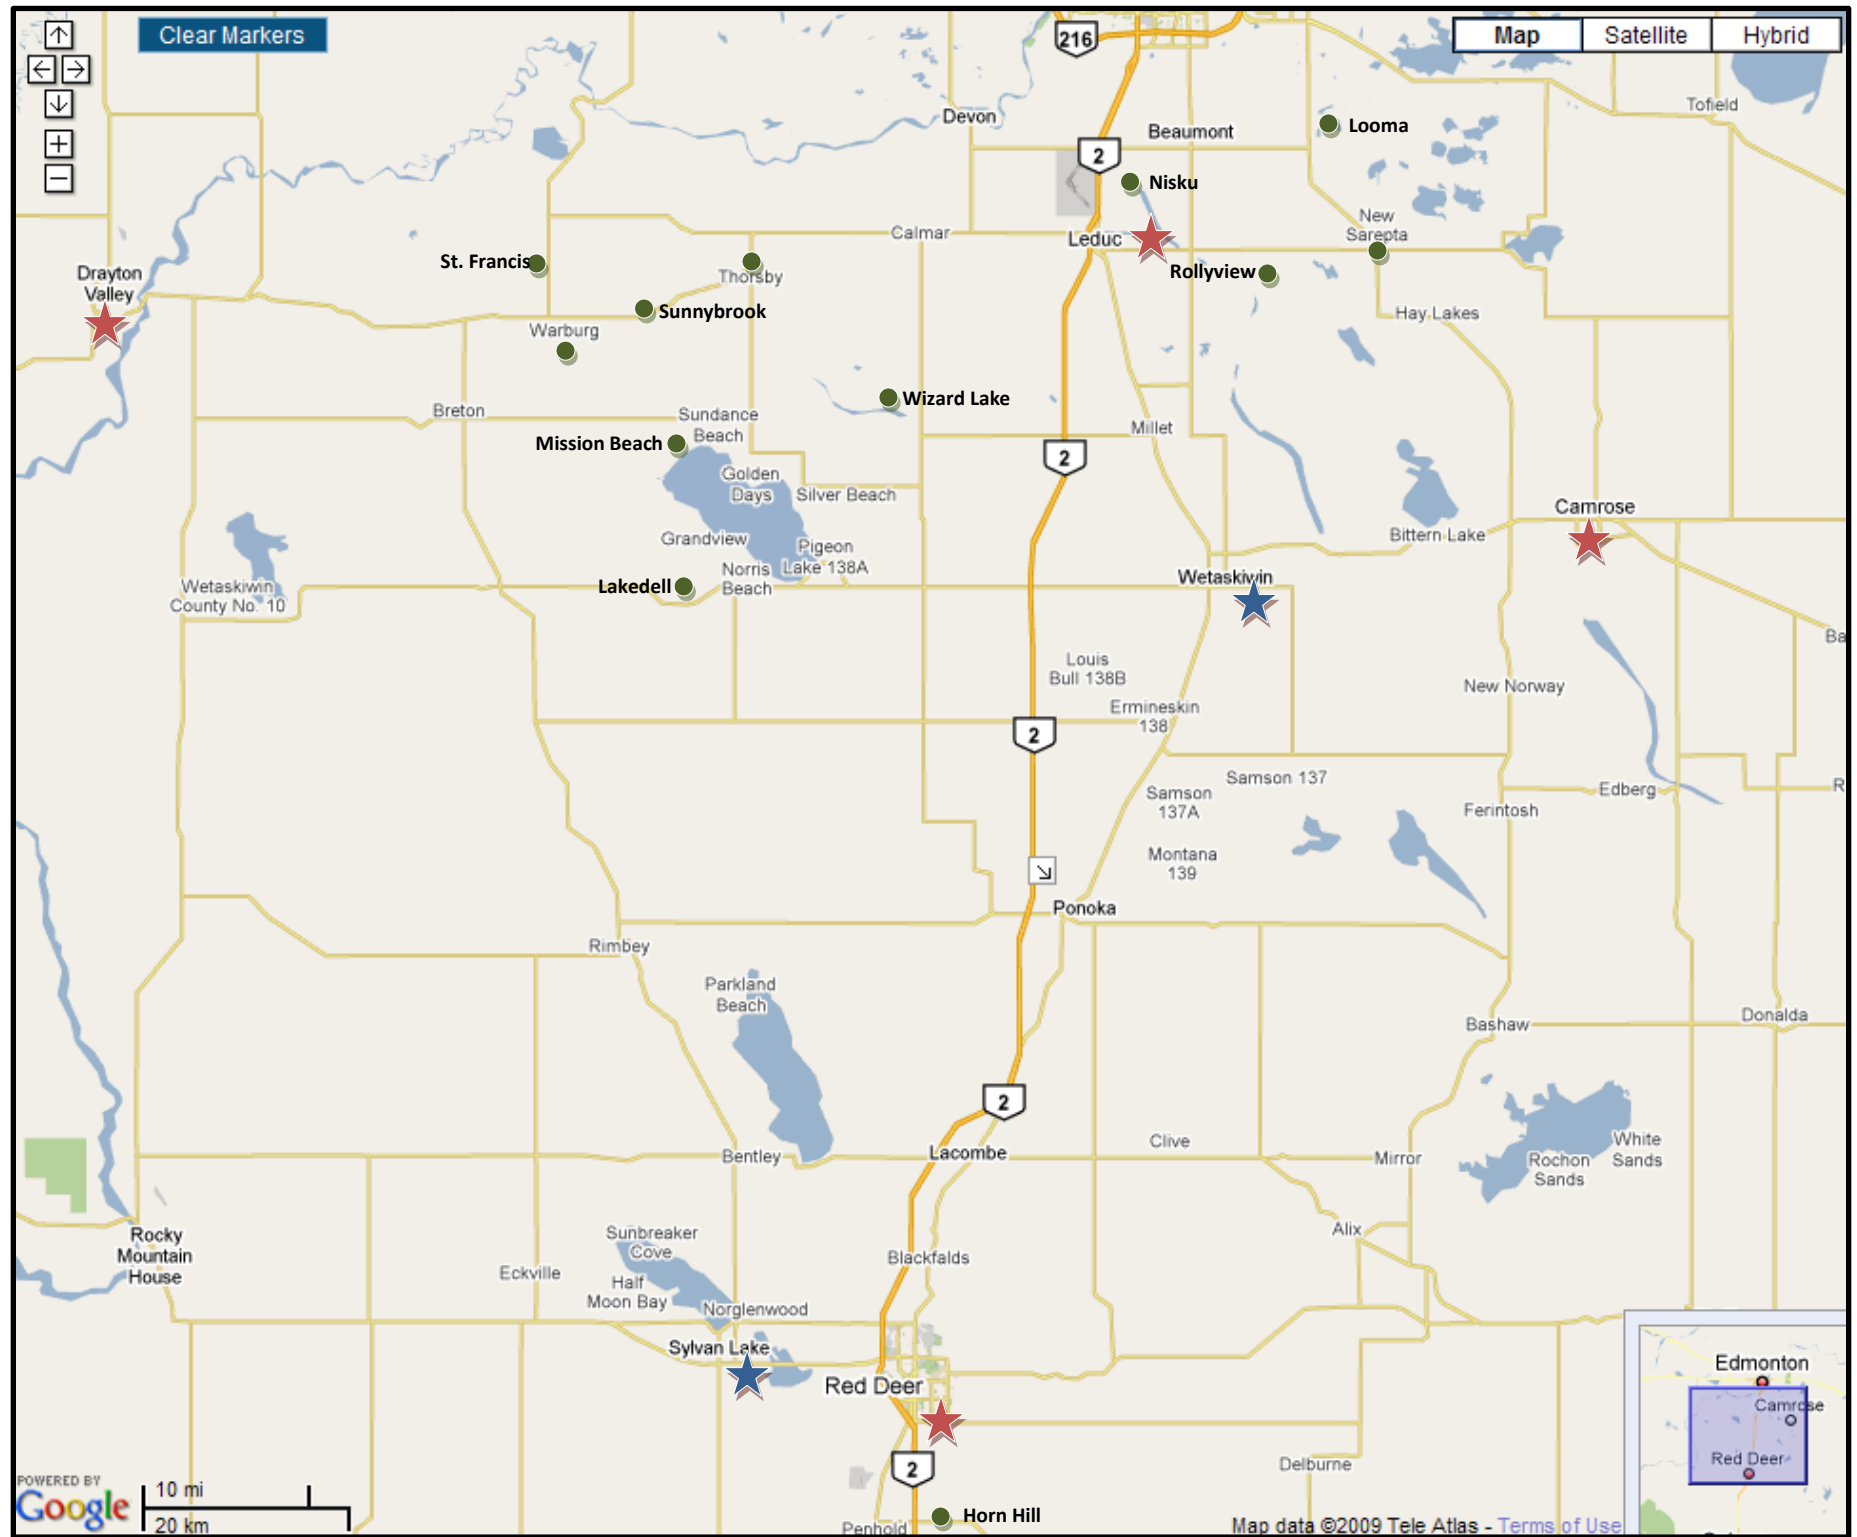 Clear Markers
Map
Satellite
Hybrid
216
Tofield
Devon
Beaumont
Looma
2
Nisku
New
Sarepta
Calmar
Leduc
St. Francis
Thorsby
Rollyview
Drayton
Valley
Sunnybrook
Hay Lakes
Warburg
Wizard Lake
Breton
Sundance
Beach
Millet
Mission Beach
2
Golden
Days
Silver Beach
Camrose
Bittern Lake
Grandview
Pigeon
Lake 138A
Norris
Beach
Wetaskiwin
Lakedell
Wetaskiwin
County No. 10
Ba
Louis
Bull 138B
New Norway
Ermineskin
138
2
Samson 137
Samson
137A
Edberg
R
Ferintosh
Montana
139
Ponoka
Rimbey
Parkland
Beach
Bashaw
Donalda
2
Clive
Lacombe
Bentley
Mirror
White
Sands
Rochon
Sands
Rocky
Mountain
House
Sunbreaker
Cove
Alix
Blackfalds
Eckville
Half
Moon Bay
Norglenwood
Sylvan Lake
Red Deer
Edmonton
Camrose
Red Deer
2
Delburne
POWERED BY
Google
10 mi
20 km
Horn Hill
Penhold
Map data ©2009 Tele Atlas - Terms of Use